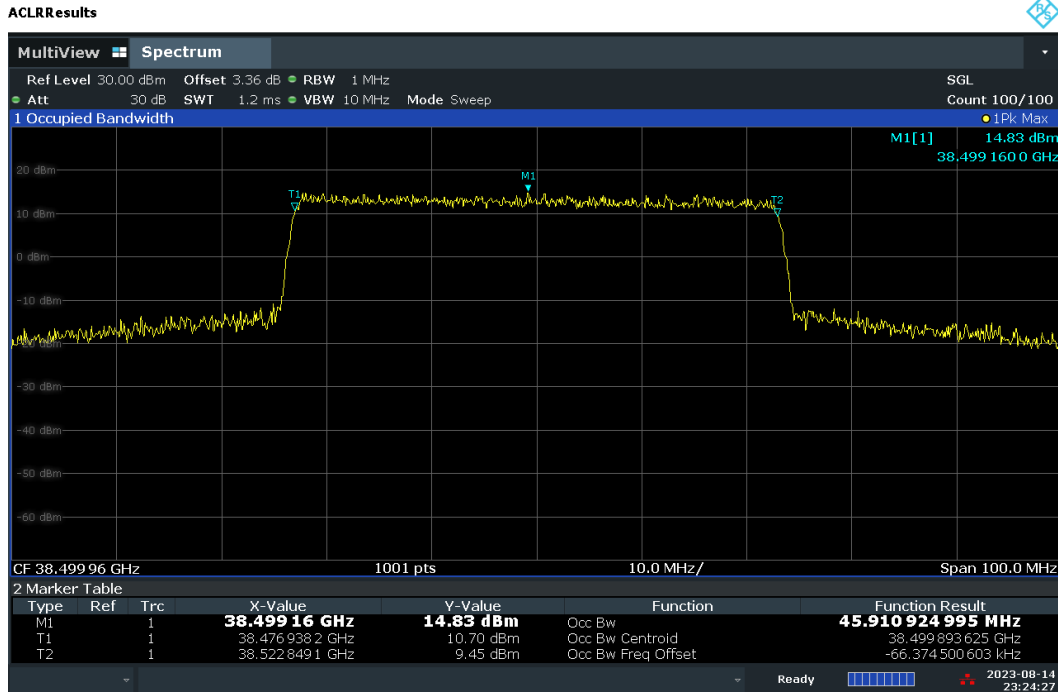 ACLRResults
R&S
MultiView Spectrum
Ref Level 30.00 dBm Offset 3.36 dB RBW 1 MHz SGL
Att 30 dB SWT 1.2 ms VBW 10 MHz Mode Sweep Count 100/100
1 Occupied Bandwidth 1Pk Max
M1[1] 14.83 dBm
38.499 160 0 GHz
20 dBm
M1
T1
T2
10 dBm
0 dBm
-10 dBm
-20 dBm
-30 dBm
-40 dBm
-50 dBm
-60 dBm
CF 38.499 96 GHz 1001 pts 10.0 MHz/ Span 100.0 MHz
2 Marker Table
Type Ref Trc X-Value Y-Value Function Function Result
M1 1 38.499 16 GHz 14.83 dBm Occ Bw 45.910 924 995 MHz
T1 1 38.476 938 2 GHz 10.70 dBm Occ Bw Centroid 38.499 893 625 GHz
T2 1 38.522 849 1 GHz 9.45 dBm Occ Bw Freq Offset -66.374 500 603 kHz
Ready 2023-08-14
23:24:27